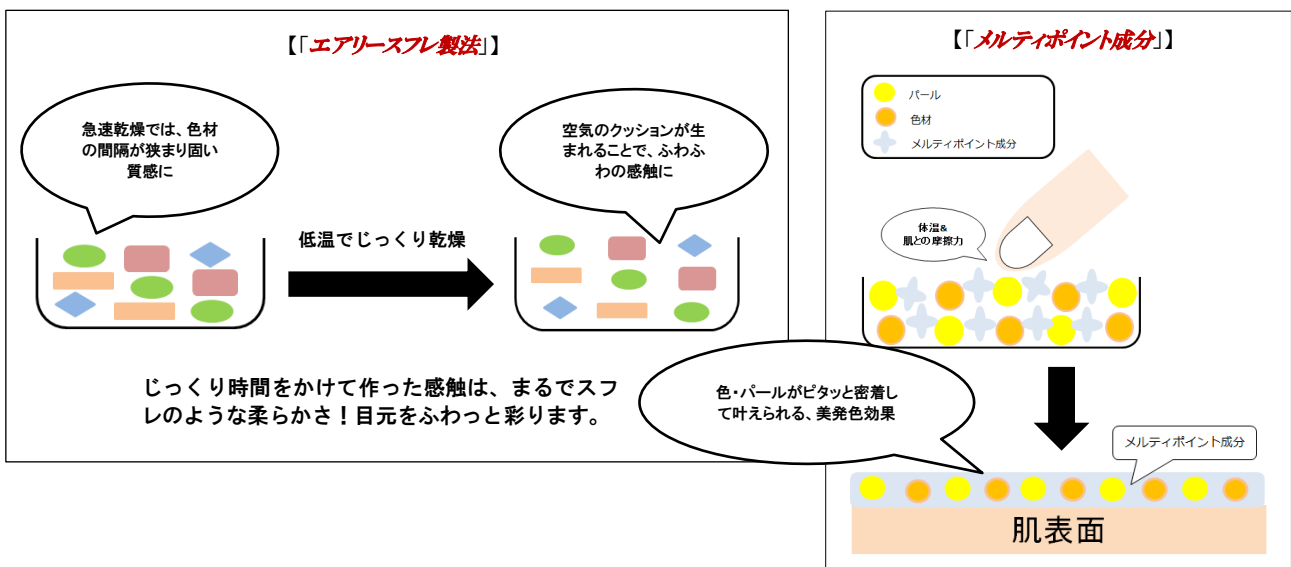 【「エアリースフレ製法」】
急速乾燥では、色材
の間隔が狭まり固い
質感に
低温でじっくり乾燥
空気のクッションが生
まれることで、ふわふ
わの感触に
じっくり時間をかけて作った感触は、まるでスフ
レのような柔らかさ！目元をふわっと彩ります。
【「メルティポイント成分」】
パール
色材
メルティポイント成分
体温&
肌との摩擦力
色・パールがピタッと密着し
て叶えられる、美発色効果
メルティポイント成分
肌表面